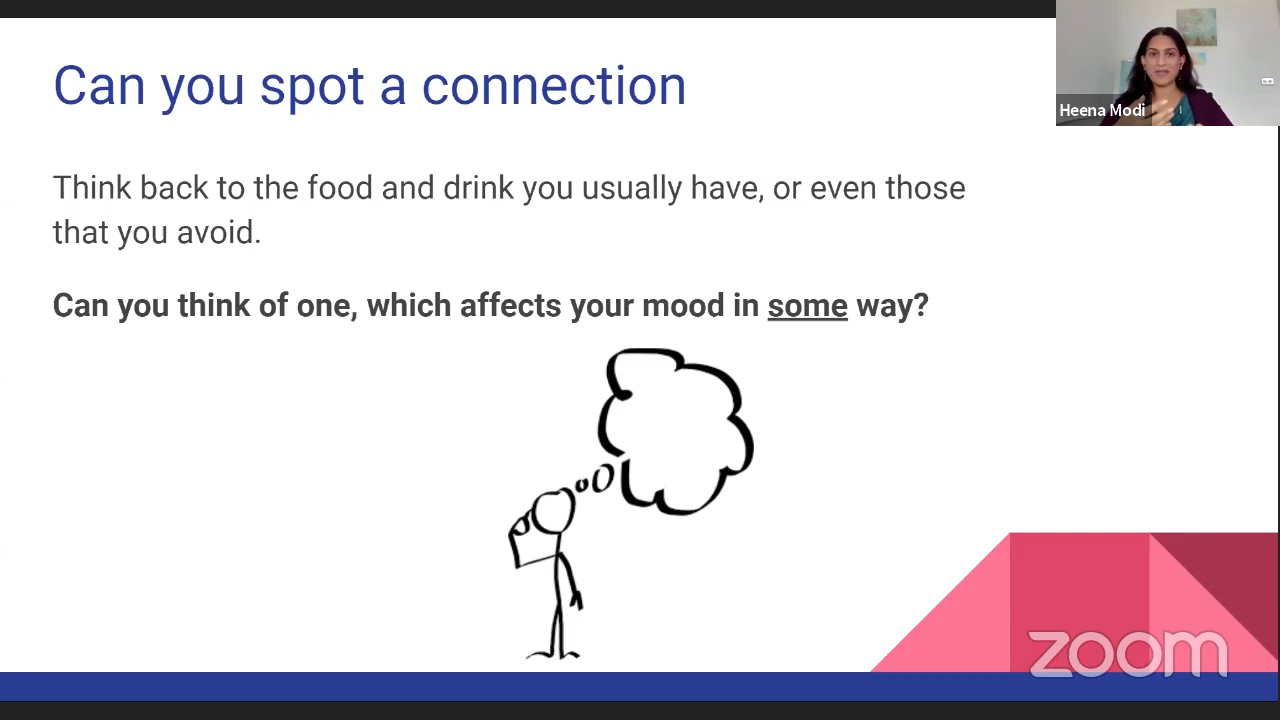 Can you spot a connection
Heena Modi
Think back to the food and drink you usually have, or even those
that you avoid.
Can you think of one, which affects your mood in some way?
zoom